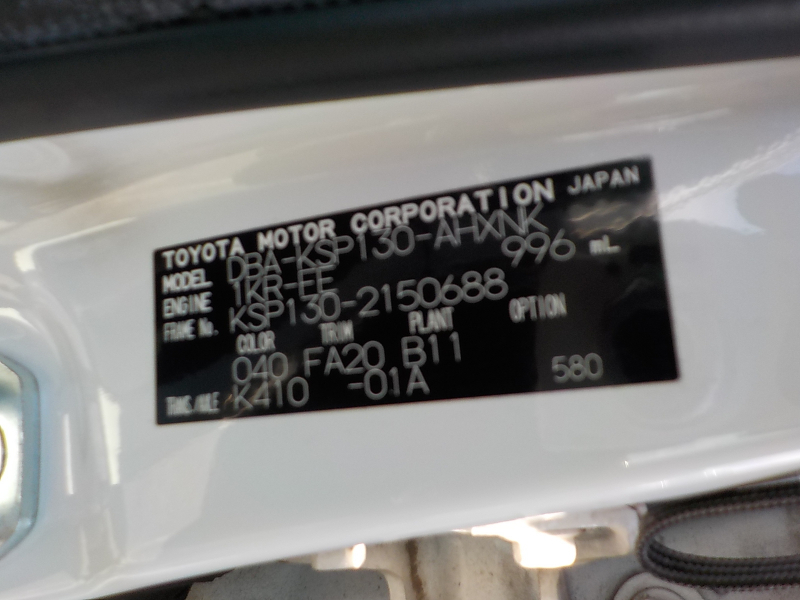 TOYOTA MOTOR CORPORATION JAPAN
MODEL DBA-KSP130-AHXNK
ENGINE 1KR-FE 996 mL
FRAME No. KSP130-2150688
COLOR TRIM PLANT OPTION
040 FA20 B11
TRANS/AXLE K410 -01A 580